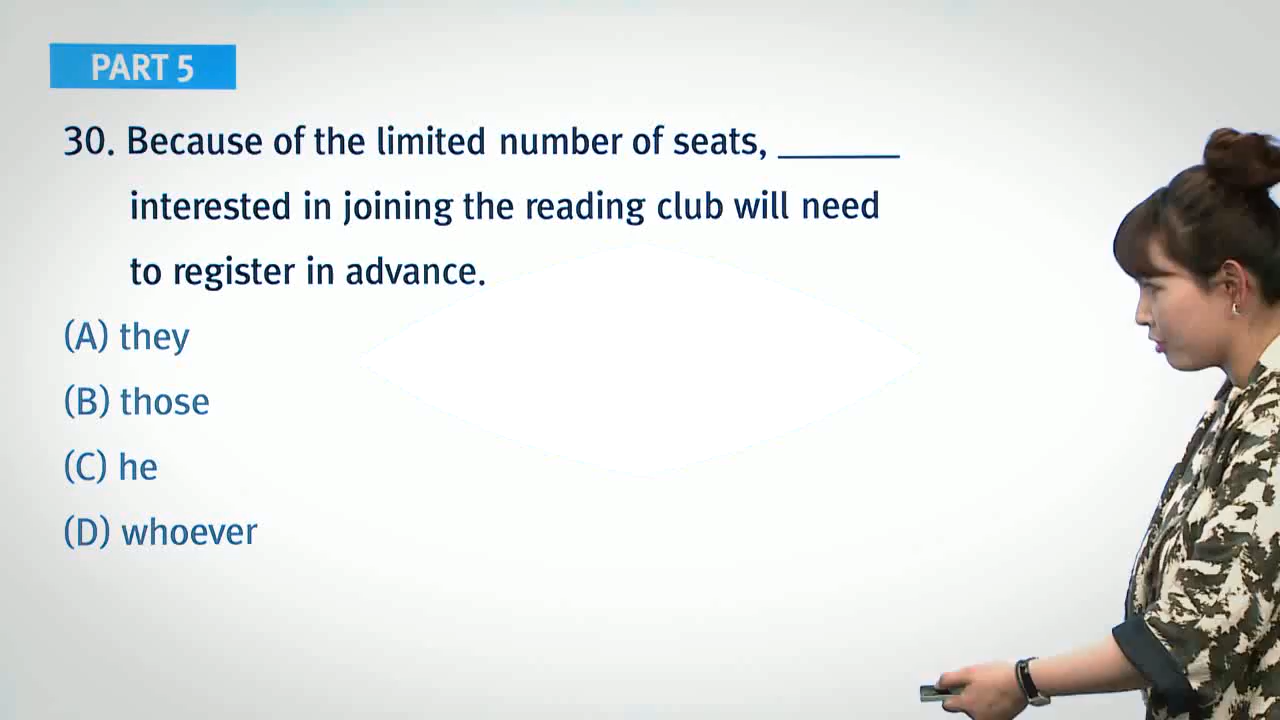 PART 5
30. Because of the limited number of seats, ______
interested in joining the reading club will need
to register in advance.
(A) they
(B) those
(C) he
(D) whoever